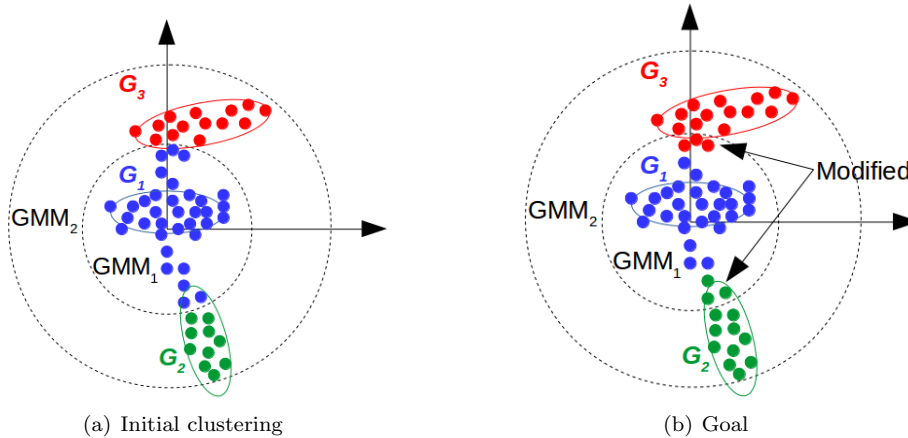 G3
G1
GMM2
GMM1
G2
(a) Initial clustering
G3
G1
Modified
GMM2
GMM1
G2
(b) Goal